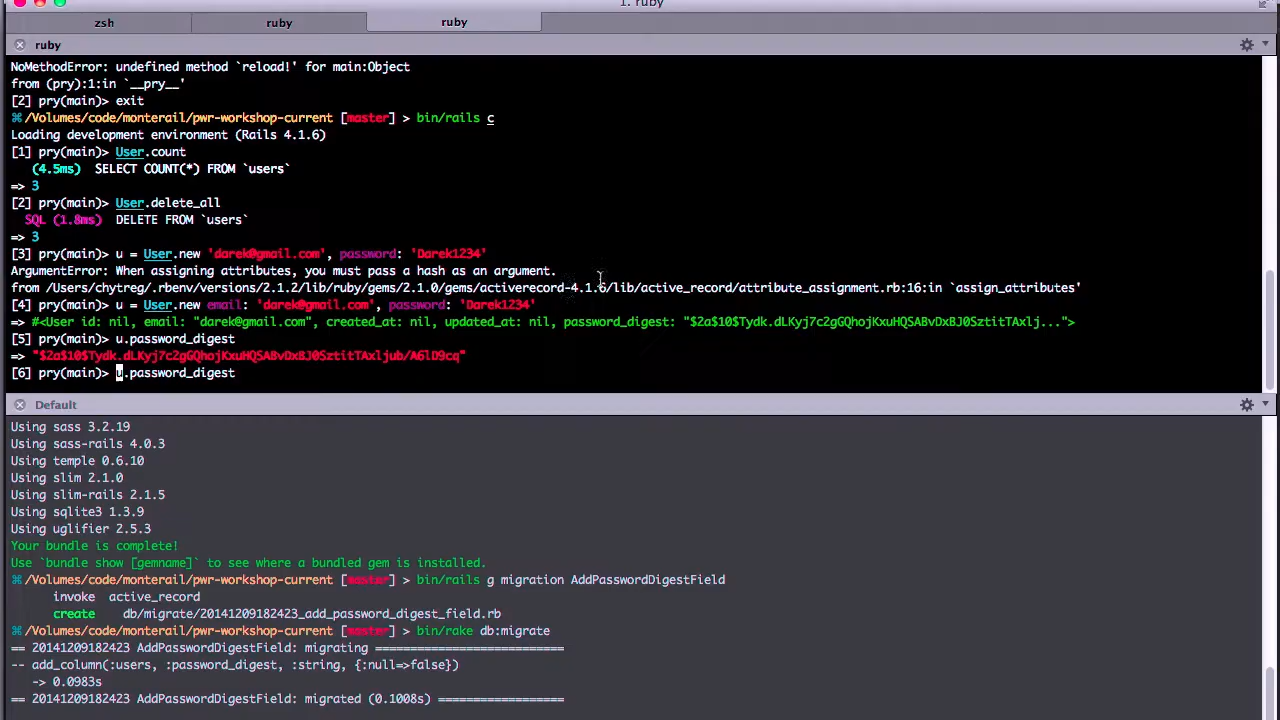 1. ruby
zsh
ruby
ruby
ruby
NoMethodError: undefined method `reload!' for main:Object
from (pry):1:in `__pry__'
[2] pry(main)> exit
⌘ /Volumes/code/monterail/pwr-workshop-current [master] > bin/rails c
Loading development environment (Rails 4.1.6)
[1] pry(main)> User.count
(4.5ms)  SELECT COUNT(*) FROM `users`
=> 3
[2] pry(main)> User.delete_all
SQL (1.8ms)  DELETE FROM `users`
=> 3
[3] pry(main)> u = User.new 'darek@gmail.com', password: 'Darek1234'
ArgumentError: When assigning attributes, you must pass a hash as an argument.
from /Users/chytreg/.rbenv/versions/2.1.2/lib/ruby/gems/2.1.0/gems/activerecord-4.1.6/lib/active_record/attribute_assignment.rb:16:in `assign_attributes'
[4] pry(main)> u = User.new email: 'darek@gmail.com', password: 'Darek1234'
=> #<User id: nil, email: "darek@gmail.com", created_at: nil, updated_at: nil, password_digest: "$2a$10$Tydk.dLKyj7c2gGQhojKxuHQSABvDxBJ0SztitTAxlj...">
[5] pry(main)> u.password_digest
=> "$2a$10$Tydk.dLKyj7c2gGQhojKxuHQSABvDxBJ0SztitTAxljub/A6lD9cq"
[6] pry(main)> u.password_digest
Default
Using sass 3.2.19
Using sass-rails 4.0.3
Using temple 0.6.10
Using slim 2.1.0
Using slim-rails 2.1.5
Using sqlite3 1.3.9
Using uglifier 2.5.3
Your bundle is complete!
Use `bundle show [gemname]` to see where a bundled gem is installed.
⌘ /Volumes/code/monterail/pwr-workshop-current [master] > bin/rails g migration AddPasswordDigestField
invoke  active_record
create    db/migrate/20141209182423_add_password_digest_field.rb
⌘ /Volumes/code/monterail/pwr-workshop-current [master] > bin/rake db:migrate
== 20141209182423 AddPasswordDigestField: migrating ===========================
-- add_column(:users, :password_digest, :string, {:null=>false})
-> 0.0983s
== 20141209182423 AddPasswordDigestField: migrated (0.1008s) ==================